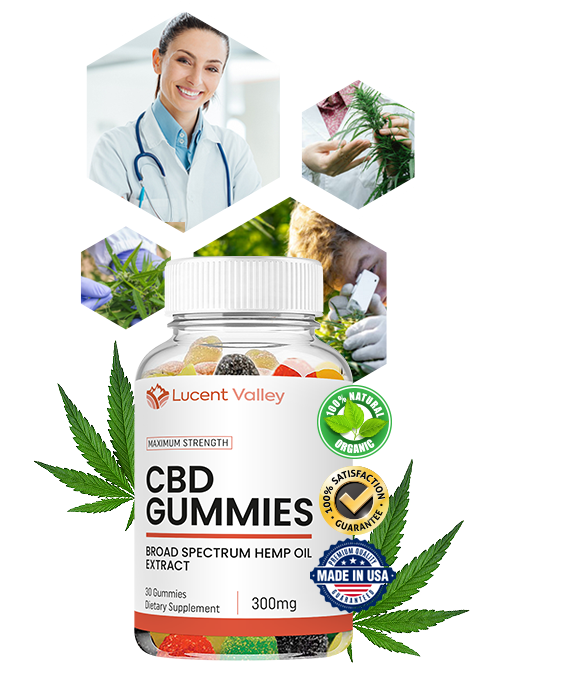 Lucent Valley
MAXIMUM STRENGTH
CBD
GUMMIES
BROAD SPECTRUM HEMP OIL
EXTRACT
30 Gummies
Dietary Supplement
300mg
100% NATURAL
ORGANIC
100% SATISFACTION
GUARANTEE
PREMIUM QUALITY
MADE IN USA
GUARANTEED